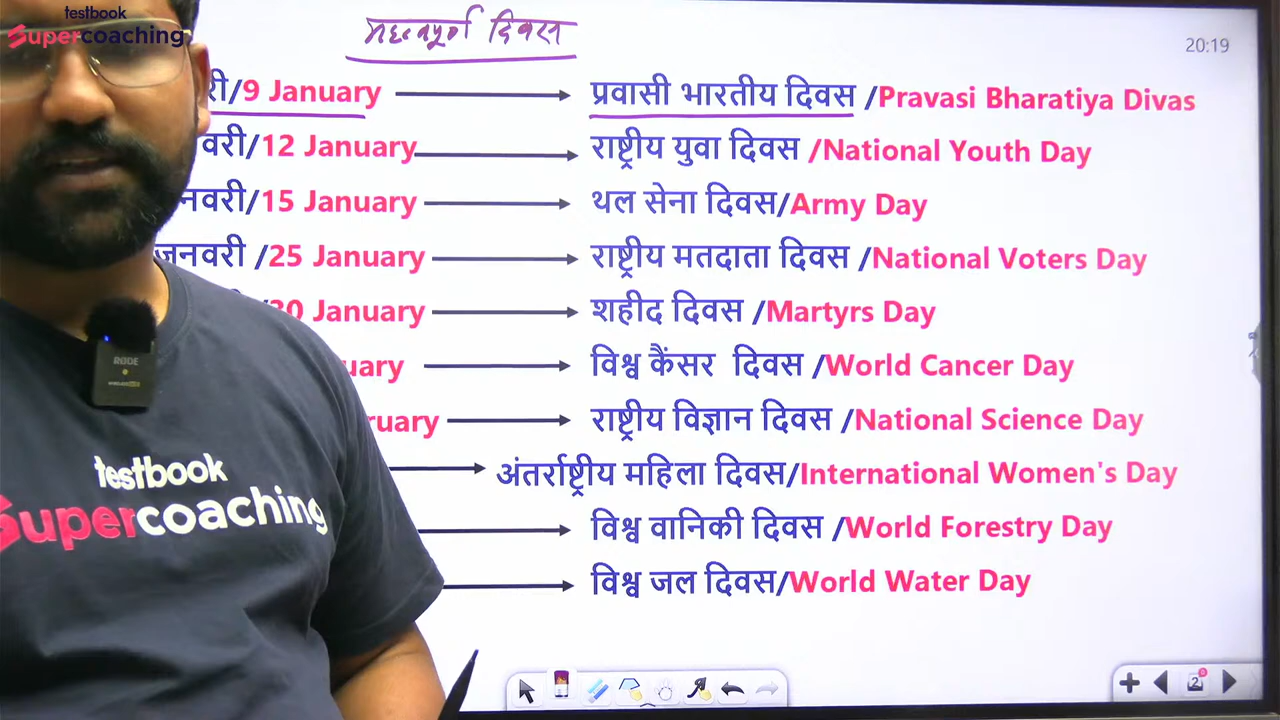 testbook
Supercoaching
महत्वपूर्ण दिवस
20:19
री/9 January प्रवासी भारतीय दिवस /Pravasi Bharatiya Divas
वरी/12 January राष्ट्रीय युवा दिवस /National Youth Day
नवरी/15 January थल सेना दिवस/Army Day
जनवरी /25 January राष्ट्रीय मतदाता दिवस /National Voters Day
/30 January शहीद दिवस /Martyrs Day
uary विश्व कैंसर दिवस /World Cancer Day
ruary राष्ट्रीय विज्ञान दिवस /National Science Day
अंतर्राष्ट्रीय महिला दिवस/International Women's Day
विश्व वानिकी दिवस /World Forestry Day
विश्व जल दिवस/World Water Day
RØDE
testbook
Supercoaching
2